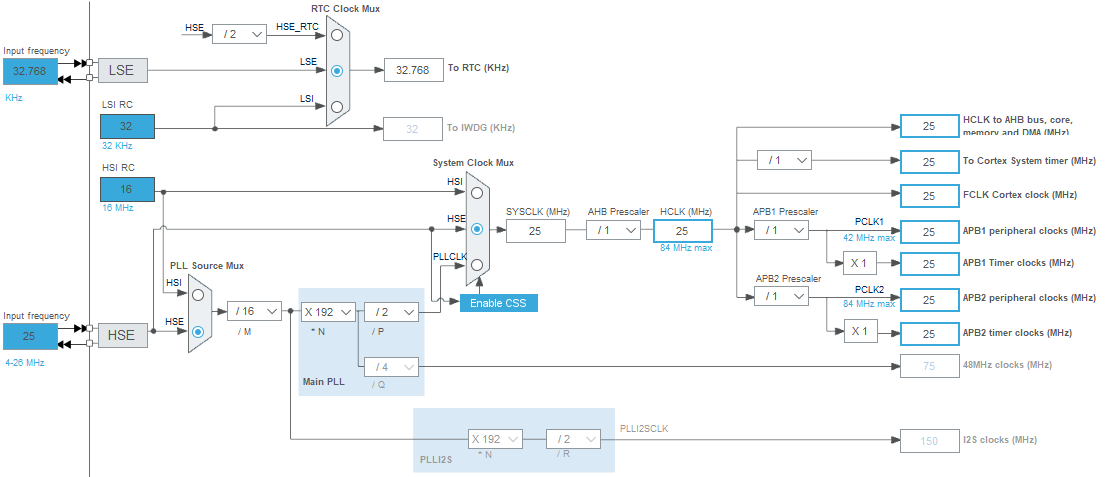 RTC Clock Mux
HSE
/ 2
HSE_RTC
Input frequency
32.768
KHz
LSE
LSE
32.768
To RTC (KHz)
LSI RC
32
32 KHz
LSI
32
To IWDG (KHz)
HSI RC
16
16 MHz
System Clock Mux
HSI
HSE
PLLCLK
SYSCLK (MHz)
25
AHB Prescaler
/ 1
HCLK (MHz)
25
84 MHz max
25
HCLK to AHB bus, core,
memory and DMA (MHz)
/ 1
25
To Cortex System timer (MHz)
25
FCLK Cortex clock (MHz)
APB1 Prescaler
/ 1
PCLK1
42 MHz max
25
APB1 peripheral clocks (MHz)
X 1
25
APB1 Timer clocks (MHz)
APB2 Prescaler
/ 1
PCLK2
84 MHz max
25
APB2 peripheral clocks (MHz)
X 1
25
APB2 timer clocks (MHz)
75
48MHz clocks (MHz)
PLL Source Mux
HSI
HSE
Input frequency
25
4-26 MHz
HSE
/ 16
/ M
X 192
* N
/ 2
/ P
/ 4
/ Q
Main PLL
Enable CSS
PLLI2S
X 192
* N
/ 2
/ R
PLLI2SCLK
150
I2S clocks (MHz)